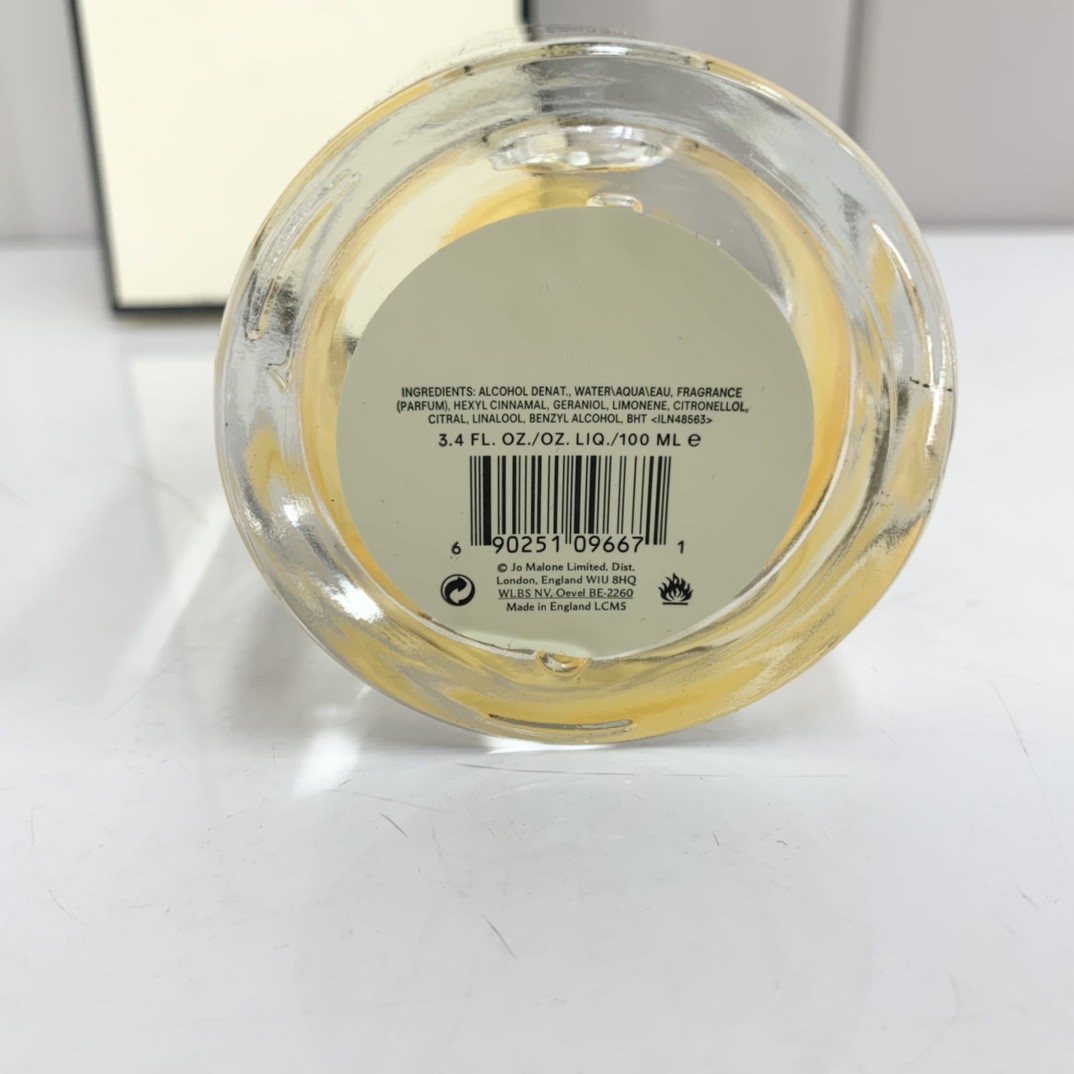 INGREDIENTS: ALCOHOL DENAT., WATER\AQUA\EAU, FRAGRANCE
(PARFUM), HEXYL CINNAMAL, GERANIOL, LIMONENE, CITRONELLOL,
CITRAL, LINALOOL, BENZYL ALCOHOL, BHT <ILN48563>
3.4 FL. OZ./OZ. LIQ./100 ML e
6 90251 09667 1
© Jo Malone Limited, Dist.
London, England W1U 8HQ
WLBS NV, Oevel BE-2260
Made in England LCM5